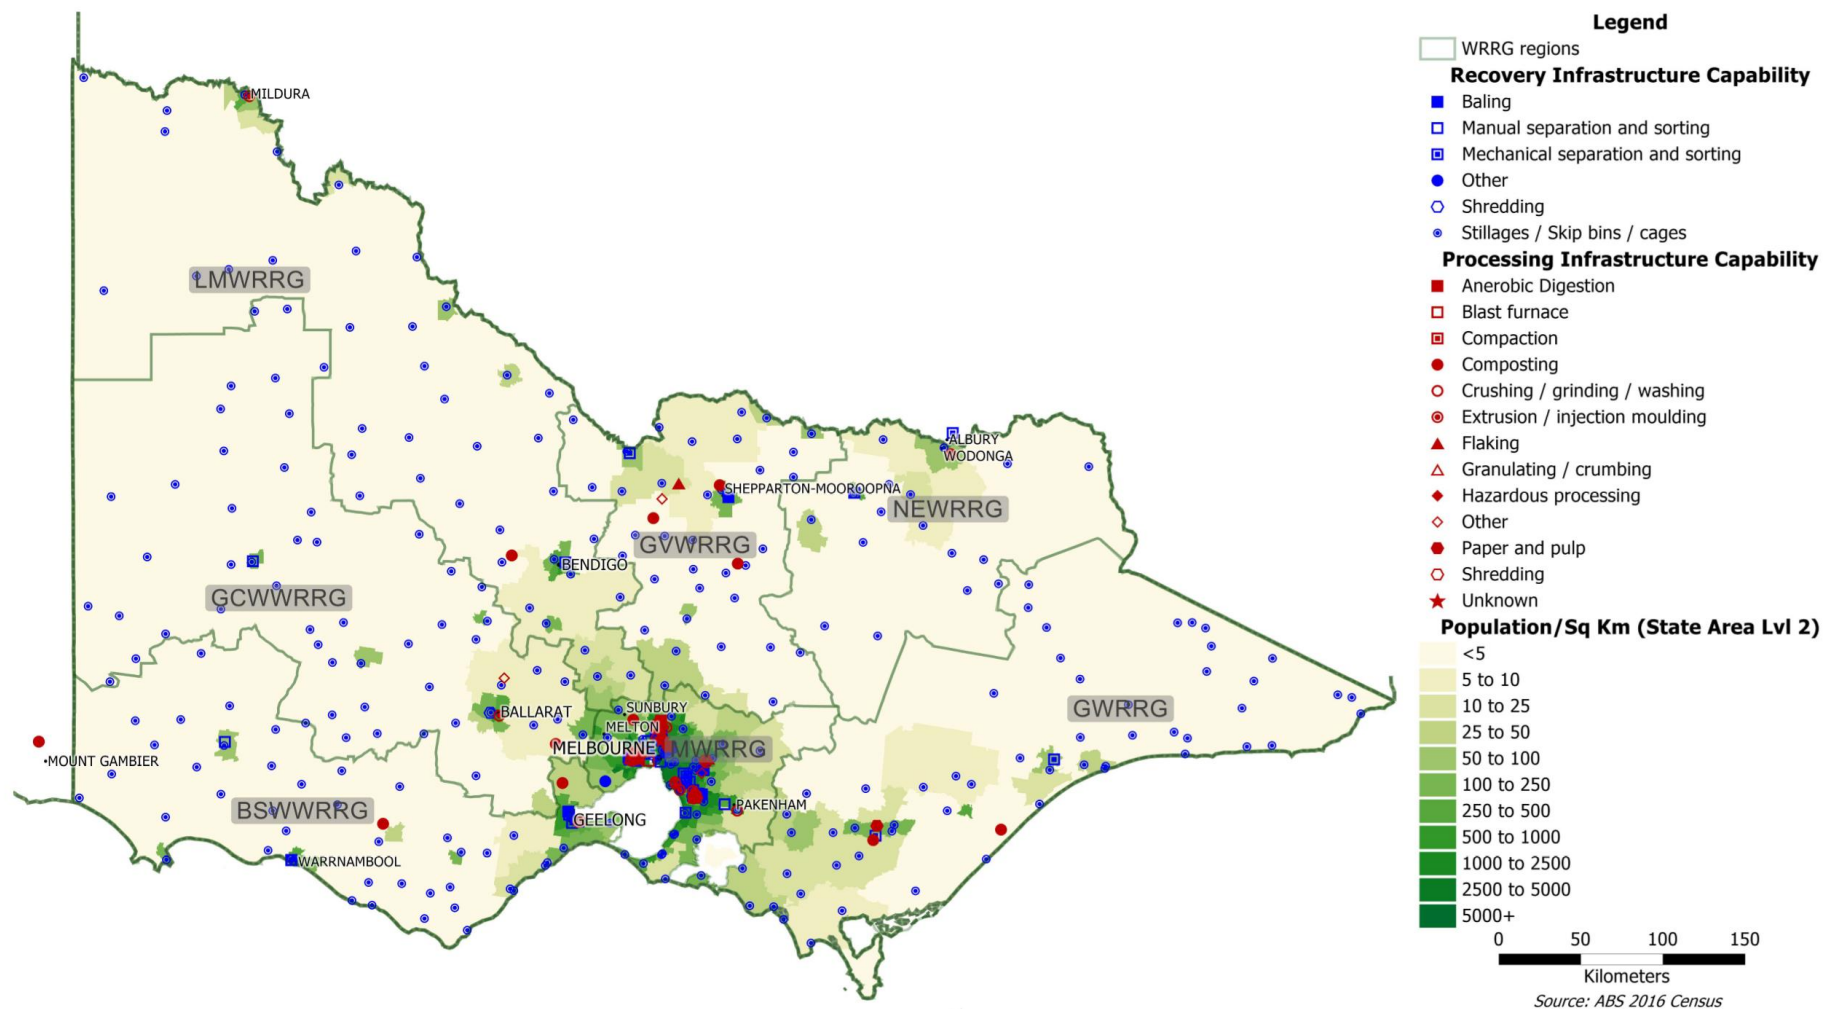 MILDURA
LMWRRG
ALBURY
WODONGA
SHEPPARTON-MOOROOPNA
NEWRRG
GVWRRG
BENDIGO
GCWWRRG
GWRRG
SUNBURY
BALLARAT
MELTON
MELBOURNE
MWRRG
MOUNT GAMBIER
PAKENHAM
BSWWRRG
GEELONG
WARRNAMBOOL
Legend
WRRG regions
Recovery Infrastructure Capability
Baling
Manual separation and sorting
Mechanical separation and sorting
Other
Shredding
Stillages / Skip bins / cages
Processing Infrastructure Capability
Anerobic Digestion
Blast furnace
Compaction
Composting
Crushing / grinding / washing
Extrusion / injection moulding
Flaking
Granulating / crumbing
Hazardous processing
Other
Paper and pulp
Shredding
Unknown
Population/Sq Km (State Area Lvl 2)
<5
5 to 10
10 to 25
25 to 50
50 to 100
100 to 250
250 to 500
500 to 1000
1000 to 2500
2500 to 5000
5000+
0 50 100 150
Kilometers
Source: ABS 2016 Census